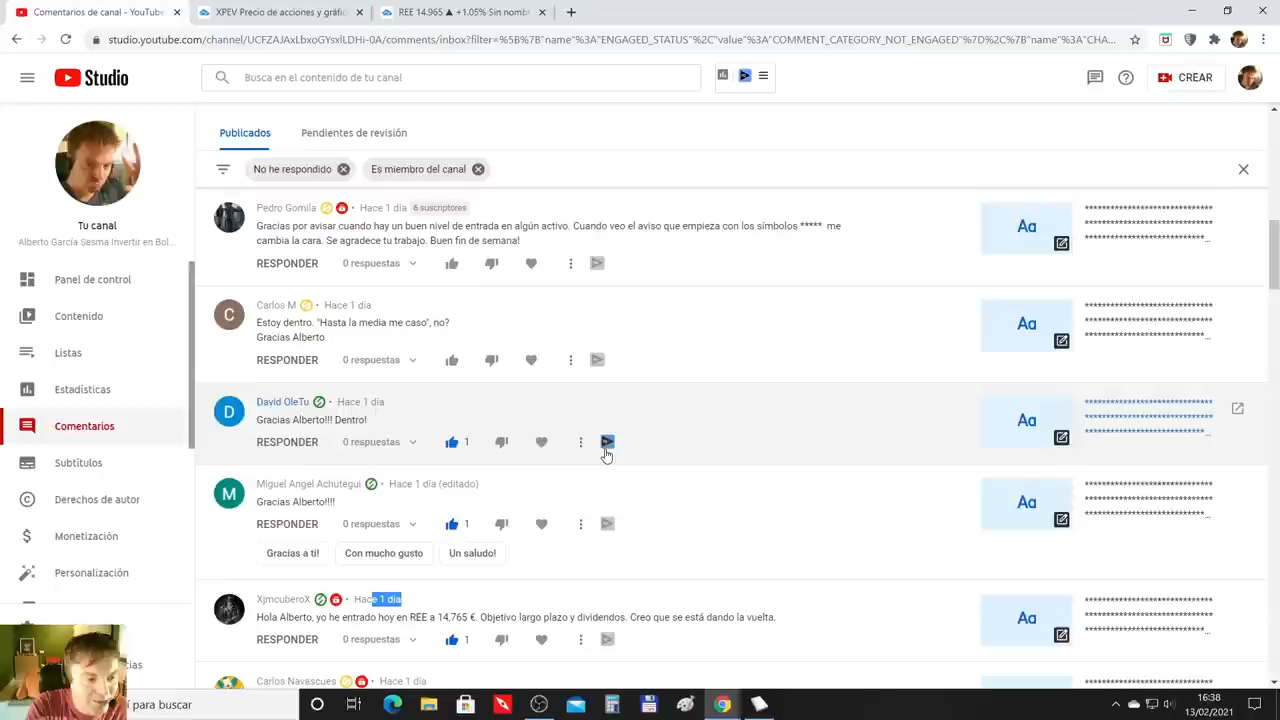 Comentarios de canal - YouTube
XPEV Precio de acciones y gráfic
REE 14.965 ▲+1.05% Sin nomb
studio.youtube.com/channel/UCFZAJAxLbxoGYsxlLDHi-0A/comments/inbox?filter=%5B%7B"name"%3A"ENGAGED_STATUS"%2C"value"%3A"COMMENT_CATEGORY_NOT_ENGAGED"%7D%2C%7B"name"%3A"CHA...
Studio
Busca en el contenido de tu canal
CREAR
Publicados
Pendientes de revisión
No he respondido
Es miembro del canal
Tu canal
Alberto García Sesma Invertir en Bol...
Panel de control
Contenido
Listas
Estadísticas
Comentarios
Subtítulos
Derechos de autor
Monetización
Personalización
Pedro Gomila • Hace 1 día 6 suscriptores
Gracias por avisar cuando hay un buen nivel de entrada en algún activo. Cuando veo el aviso que empieza con los símbolos ***** me
cambia la cara. Se agradece tu trabajo. Buen fin de semana!
RESPONDER 0 respuestas
Aa
C
Carlos M • Hace 1 día
Estoy dentro. "Hasta la media me caso", no?
Gracias Alberto
RESPONDER 0 respuestas
Aa
D
David OleTu • Hace 1 día
Gracias Alberto!!! Dentro!
RESPONDER 0 respuestas 1
Aa
M
Miguel Angel Achutegui • Hace 1 día (editado)
Gracias Alberto!!!!
RESPONDER 0 respuestas 1
Gracias a ti! Con mucho gusto Un saludo!
Aa
XjmcuberoX • Hace 1 día
Hola Alberto, yo he entrado hoy en REE a 14,765 €. Objetivo largo plazo y dividendos. Creo que se está dando la vuelta.
RESPONDER 0 respuestas 1
Aa
Carlos Navascues • Hace 1 día
í para buscar
16:38
13/02/2021